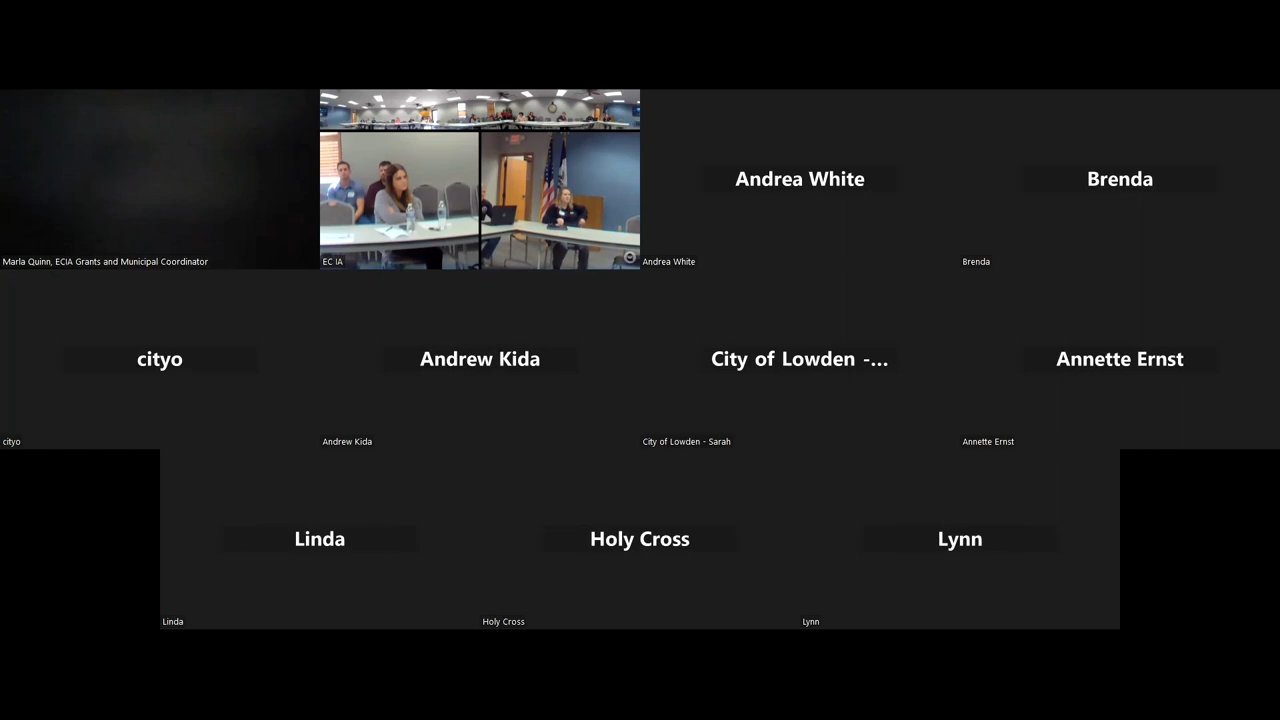 Andrea White
Brenda
Marla Quinn, ECIA Grants and Municipal Coordinator
EC IA
Andrea White
Brenda
cityo
Andrew Kida
City of Lowden -...
Annette Ernst
cityo
Andrew Kida
City of Lowden - Sarah
Annette Ernst
Linda
Holy Cross
Lynn
Linda
Holy Cross
Lynn